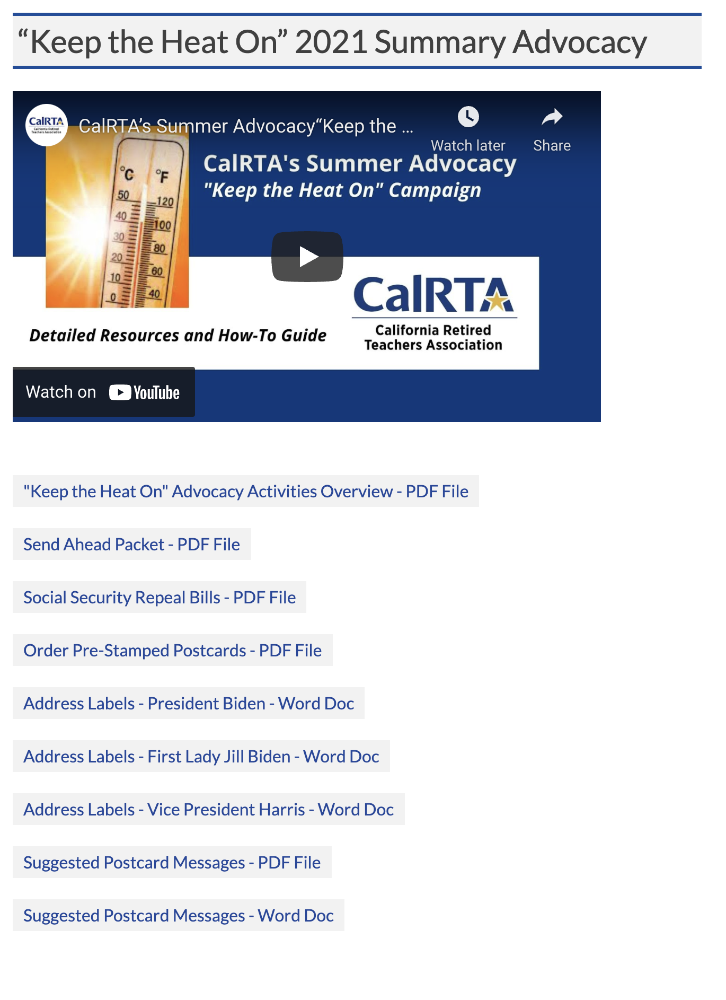 “Keep the Heat On” 2021 Summary Advocacy
CalRTA
California Retired
Teachers Association
CalRTA’s Summer Advocacy“Keep the ...
Watch later
Share
CalRTA's Summer Advocacy
"Keep the Heat On" Campaign
°C °F
50
120
40
100
30
80
20
60
10
40
0
CalRTA
California Retired
Teachers Association
Detailed Resources and How-To Guide
Watch on YouTube
"Keep the Heat On" Advocacy Activities Overview - PDF File
Send Ahead Packet - PDF File
Social Security Repeal Bills - PDF File
Order Pre-Stamped Postcards - PDF File
Address Labels - President Biden - Word Doc
Address Labels - First Lady Jill Biden - Word Doc
Address Labels - Vice President Harris - Word Doc
Suggested Postcard Messages - PDF File
Suggested Postcard Messages - Word Doc